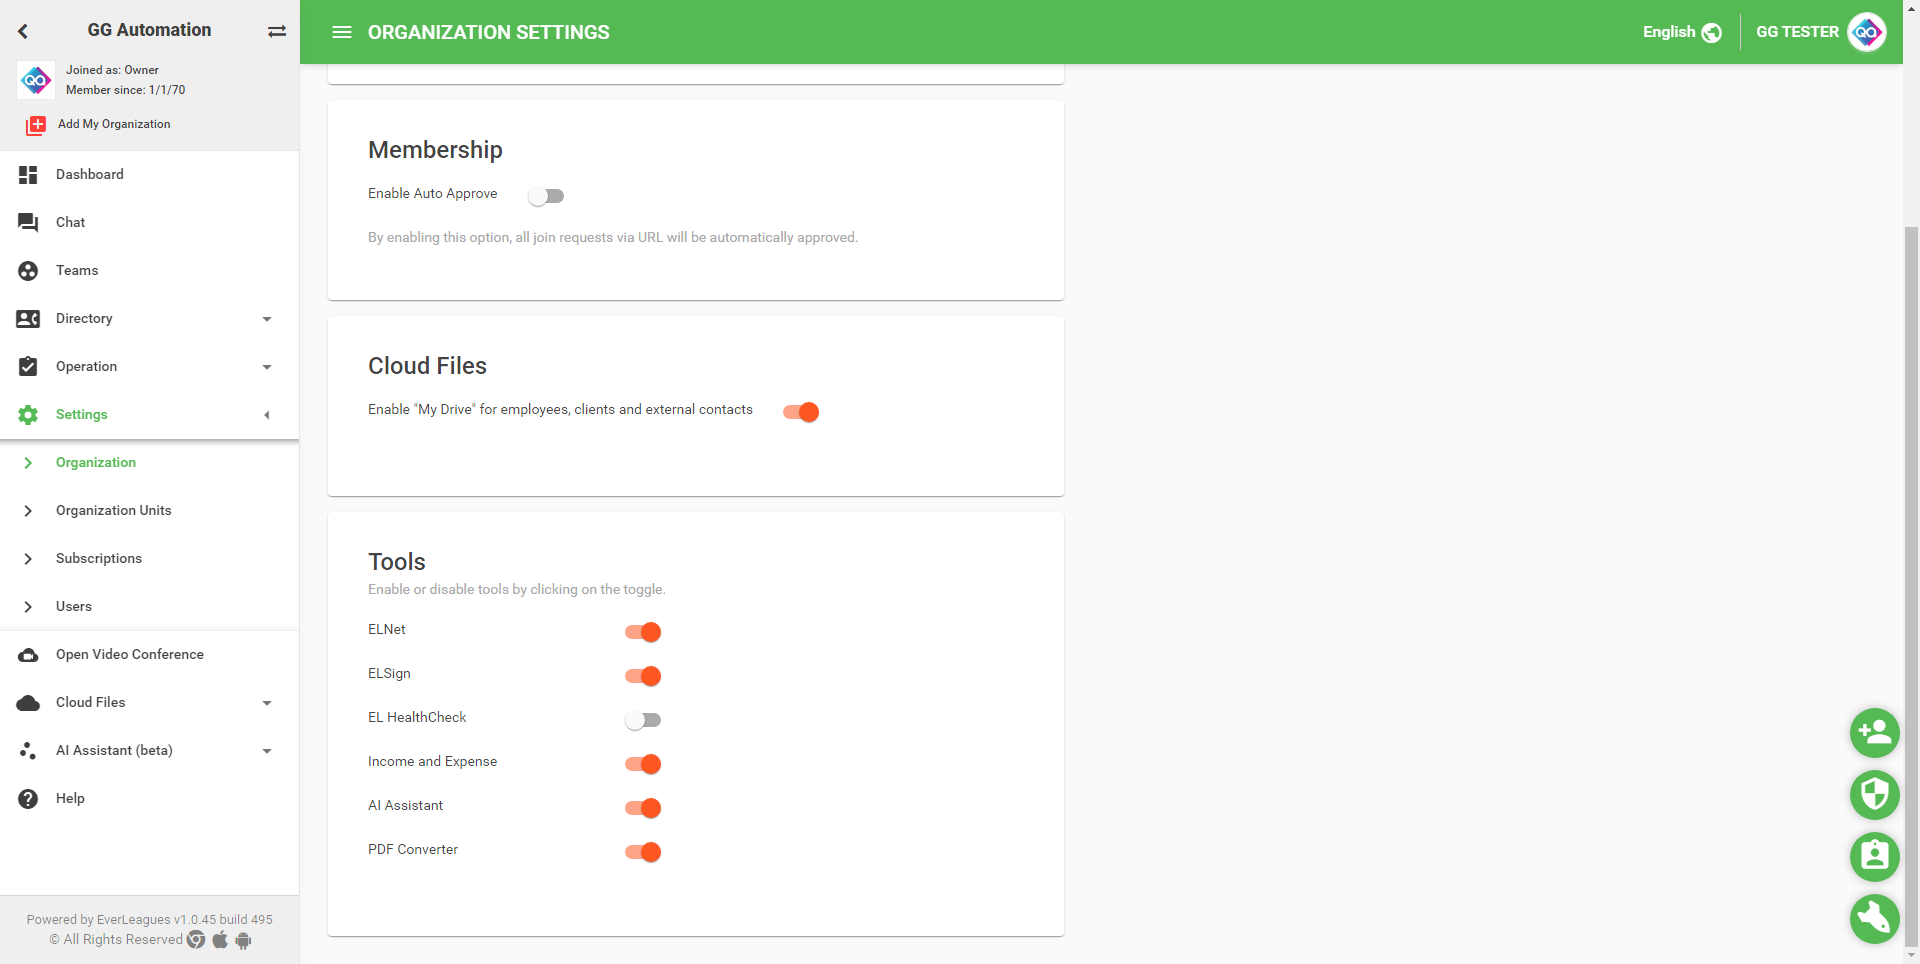 GG Automation
Joined as: Owner
Member since: 1/1/70
Add My Organization
Dashboard
Chat
Teams
Directory
Operation
Settings
Organization
Organization Units
Subscriptions
Users
Open Video Conference
Cloud Files
AI Assistant (beta)
Help
Powered by EverLeagues v1.0.45 build 495
© All Rights Reserved
ORGANIZATION SETTINGS
English
GG TESTER
Membership
Enable Auto Approve
By enabling this option, all join requests via URL will be automatically approved.
Cloud Files
Enable "My Drive" for employees, clients and external contacts
Tools
Enable or disable tools by clicking on the toggle.
ELNet
ELSign
EL HealthCheck
Income and Expense
AI Assistant
PDF Converter